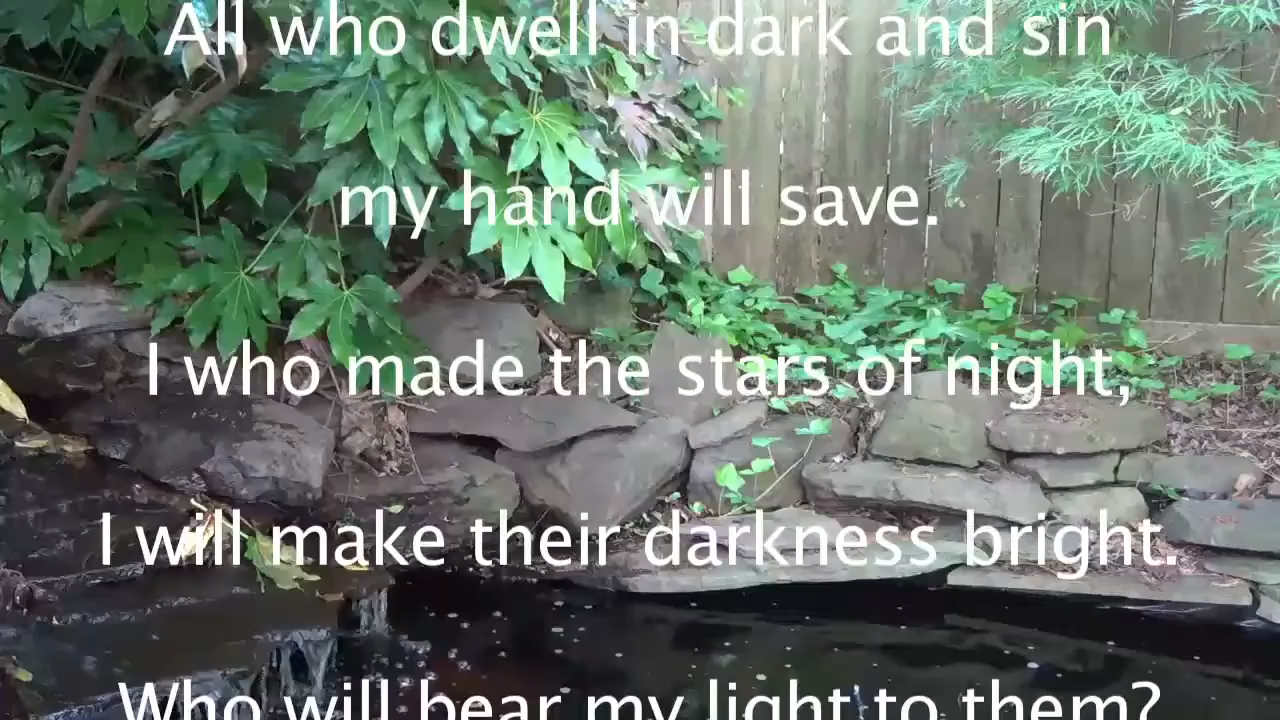 All who dwell in dark and sin
my hand will save.
I who made the stars of night,
I will make their darkness bright.
Who will bear my light to them?